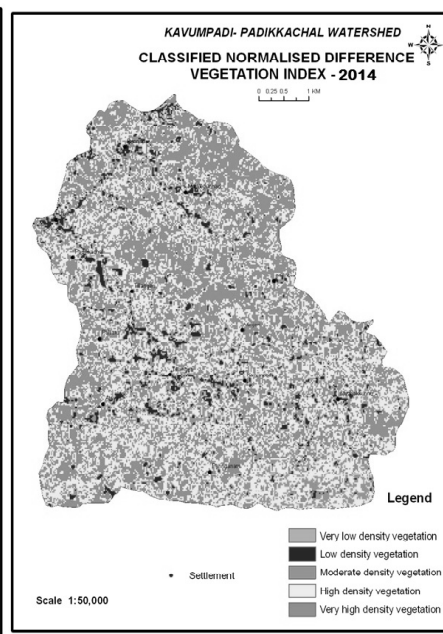 KAVUMPADI- PADIKKACHAL WATERSHED
CLASSIFIED NORMALISED DIFFERENCE
VEGETATION INDEX - 2014
N
W E
S
0 0.25 0.5 1 KM
Legend
Very low density vegetation
Low density vegetation
Moderate density vegetation
High density vegetation
Very high density vegetation
Settlement
Scale 1:50,000